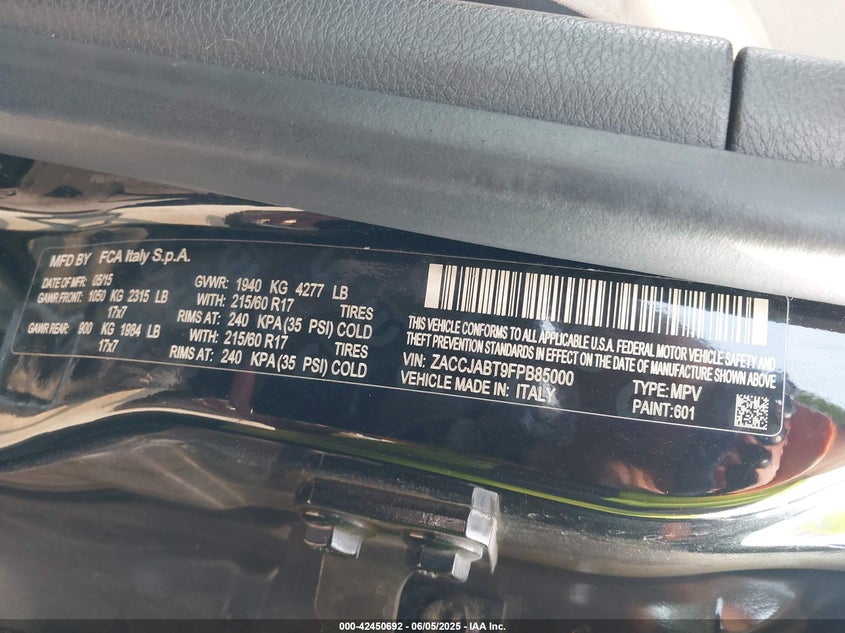 MFD BY FCA Italy S.p.A.
DATE OF MFR: 05/15
GAWR FRONT: 1050 KG 2315 LB
17x7
GAWR REAR: 900 KG 1984 LB
17x7
GVWR: 1940 KG 4277 LB
WITH: 215/60 R17 TIRES
RIMS AT: 240 KPA(35 PSI) COLD
WITH: 215/60 R17 TIRES
RIMS AT: 240 KPA(35 PSI) COLD
THIS VEHICLE CONFORMS TO ALL APPLICABLE U.S.A. FEDERAL MOTOR VEHICLE SAFETY AND
THEFT PREVENTION STANDARDS IN EFFECT ON THE DATE OF MANUFACTURE SHOWN ABOVE
VIN: ZACCJABT9FPB85000
TYPE: MPV
VEHICLE MADE IN: ITALY
PAINT: 601
000-42450692 - 06/05/2025 - IAA Inc.